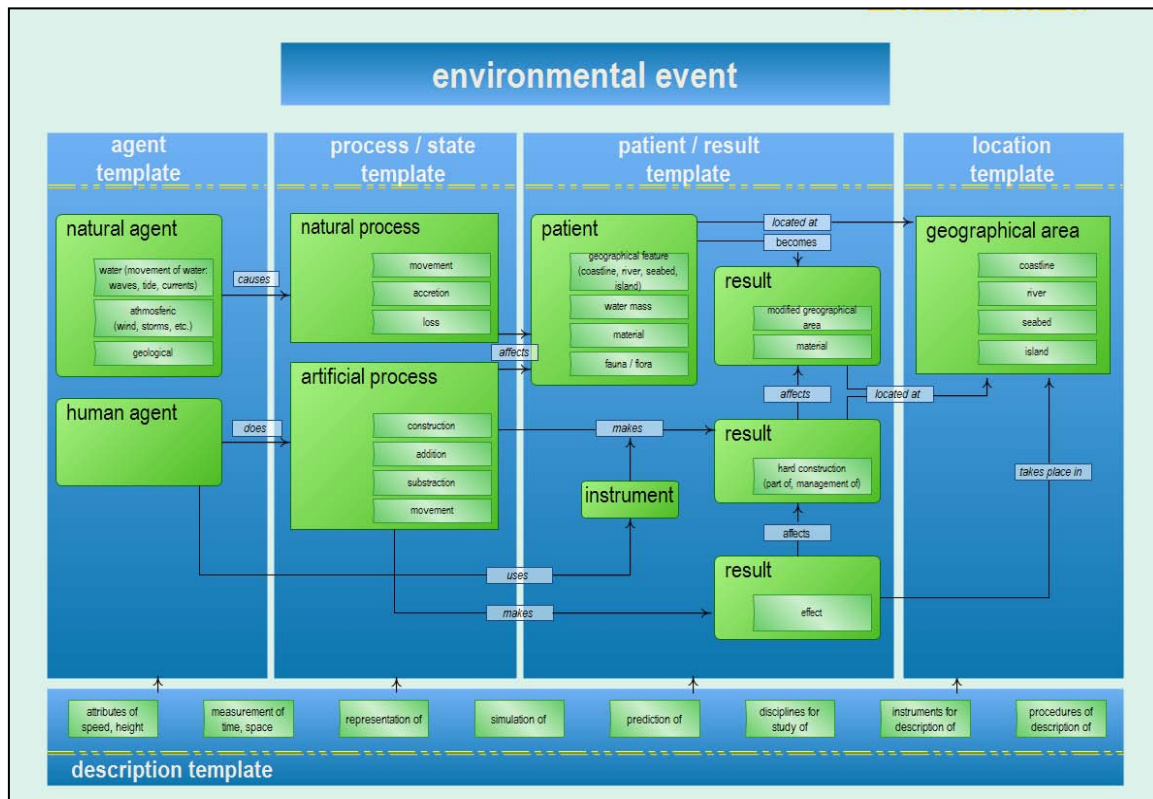 environmental event
agent
template
process / state
template
patient / result
template
location
template
natural agent
water (movement of water:
waves, tide, currents)
athmosferic
(wind, storms, etc.)
geological
causes
natural process
movement
accretion
loss
affects
patient
geographical feature
(coastine, river, seabed,
island)
water mass
material
fauna / flora
located at
becomes
result
modified greographical
area
material
geographical area
coastine
river
seabed
island
human agent
does
artificial process
construction
addition
substraction
movement
makes
instrument
affects
located at
result
hard construction
(part of, management of)
takes place in
affects
uses
makes
result
effect
attributes of
speed, height
measurement of
time, space
representation of
simulation of
prediction of
disciplines for
study of
instruments for
description of
procedures of
description of
description template